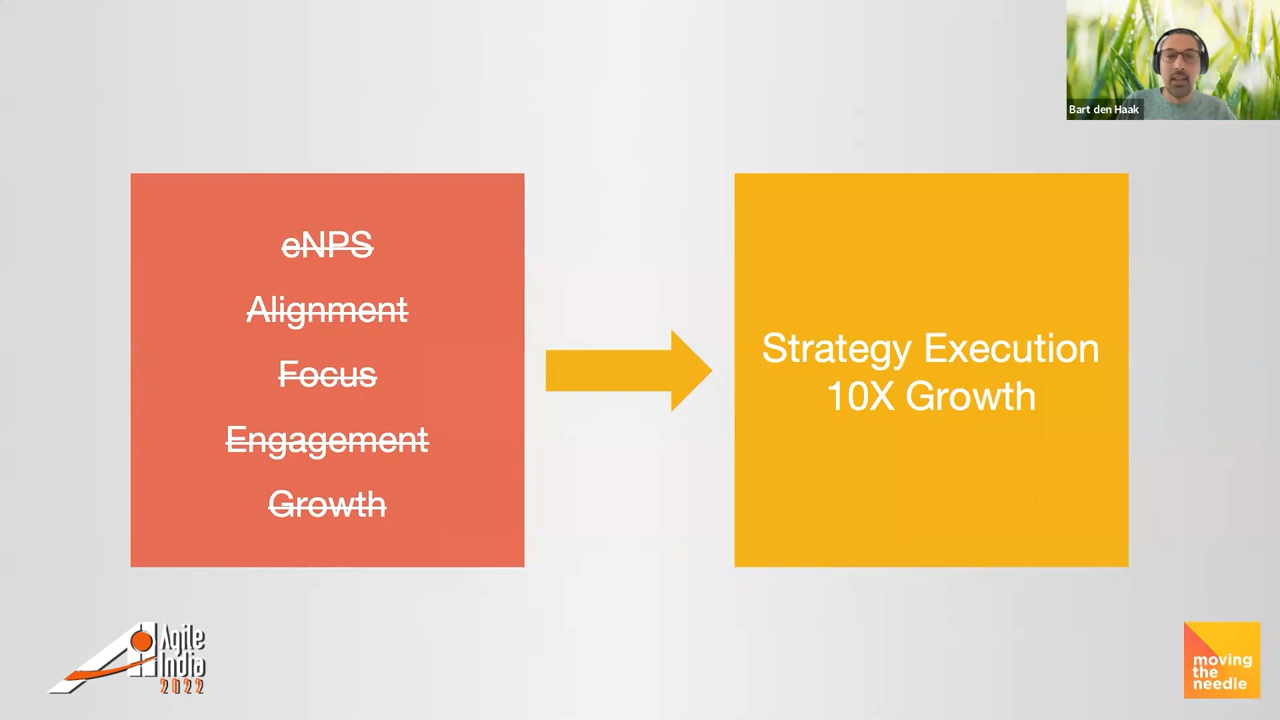 Bart den Haak
eNPS
Alignment
Focus
Engagement
Growth
Strategy Execution
10X Growth
Agile
India
2022
moving
the
needle